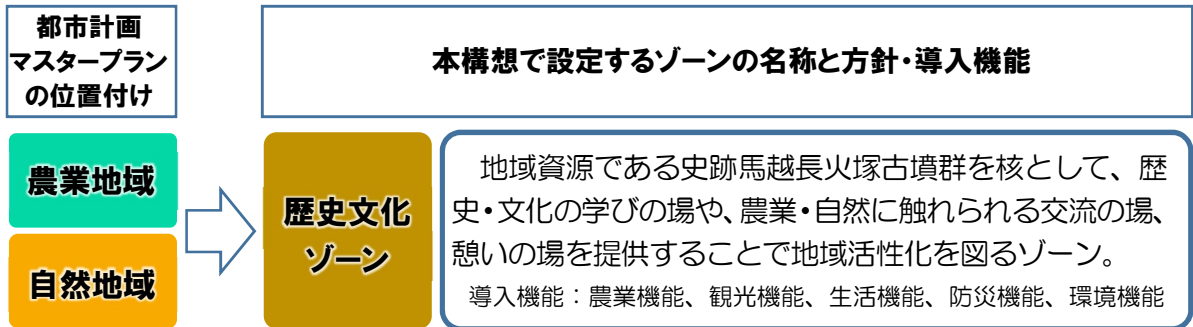 都市計画
マスタープラン
の位置付け
本構想で設定するゾーンの名称と方針・導入機能
農業地域
自然地域
歴史文化
ゾーン
地域資源である史跡馬越長火塚古墳群を核として、歴
史・文化の学びの場や、農業・自然に触れられる交流の場、
憩いの場を提供することで地域活性化を図るゾーン。
導入機能：農業機能、観光機能、生活機能、防災機能、環境機能